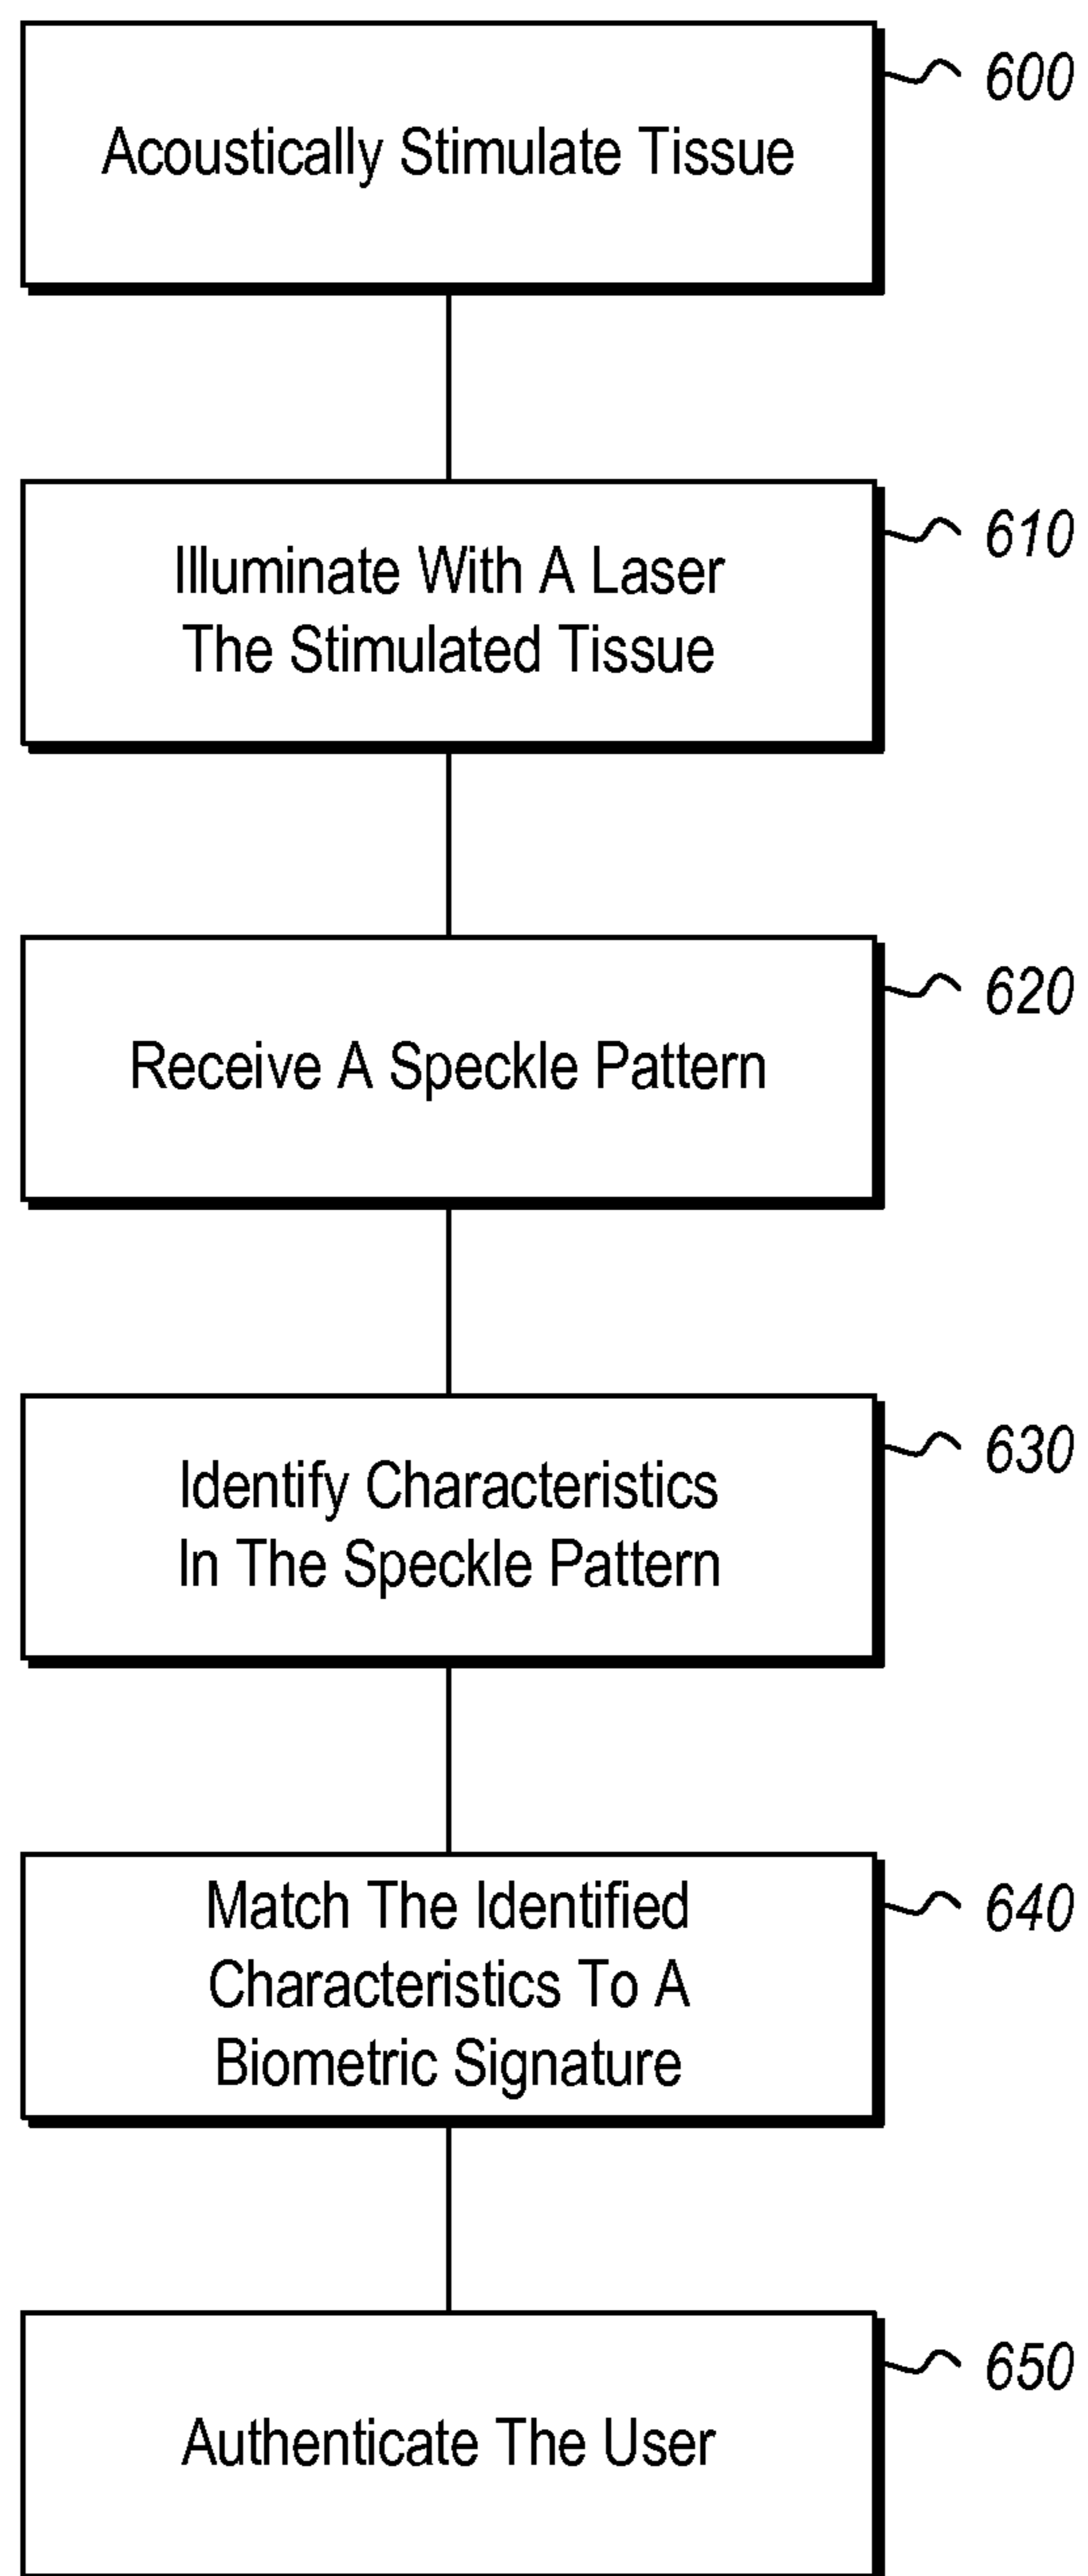 600
Acoustically Stimulate Tissue
610
Illuminate With A Laser
The Stimulated Tissue
620
Receive A Speckle Pattern
630
Identify Characteristics
In The Speckle Pattern
640
Match The Identified
Characteristics To A
Biometric Signature
650
Authenticate The User